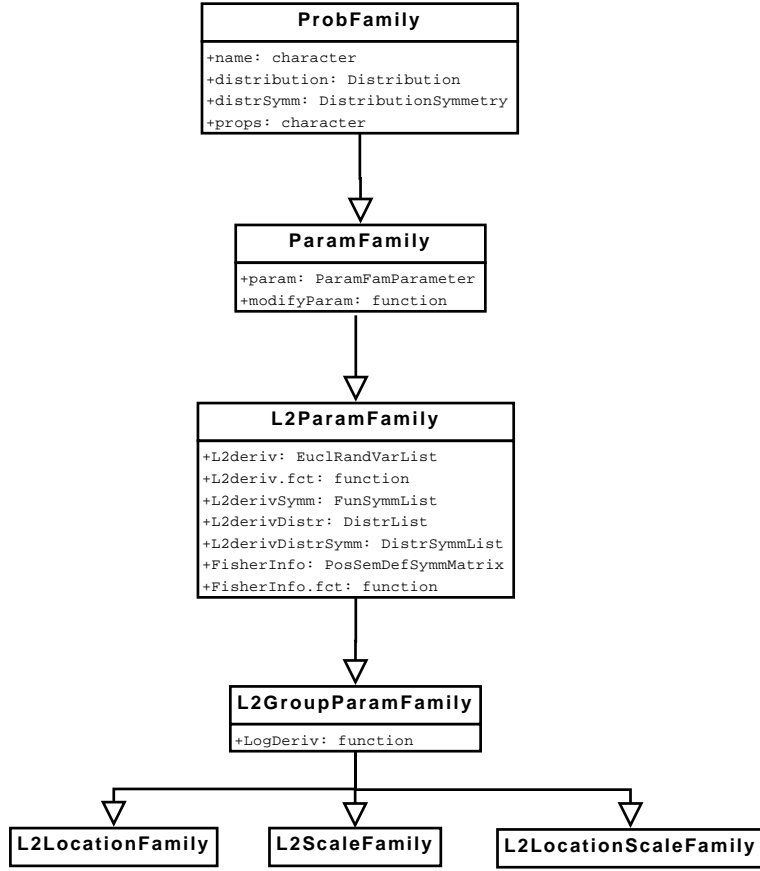 ProbFamily
+name: character
+distribution: Distribution
+distrSymm: DistributionSymmetry
+props: character
ParamFamily
+param: ParamFamParameter
+modifyParam: function
L2ParamFamily
+L2deriv: EuclRandVarList
+L2deriv.fct: function
+L2derivSymm: FunSymmList
+L2derivDistr: DistrList
+L2derivDistrSymm: DistrSymmList
+FisherInfo: PosSemDefSymmMatrix
+FisherInfo.fct: function
L2GroupParamFamily
+LogDeriv: function
L2LocationFamily
L2ScaleFamily
L2LocationScaleFamily